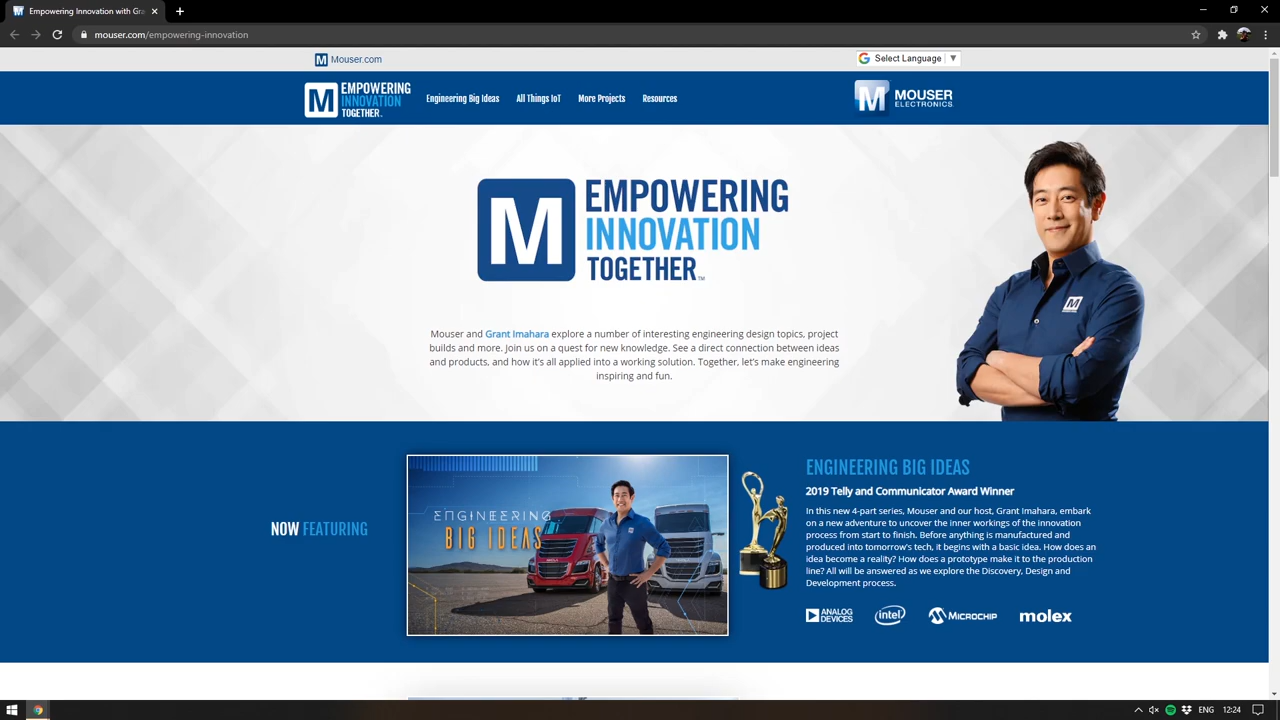 Empowering Innovation with Gra
mouser.com/empowering-innovation
M Mouser.com
Select Language
M EMPOWERING
INNOVATION
TOGETHER™
Engineering Big Ideas
All Things IoT
More Projects
Resources
M MOUSER
ELECTRONICS
M EMPOWERING
INNOVATION
TOGETHER™
M
Mouser and Grant Imahara explore a number of interesting engineering design topics, project
builds and more. Join us on a quest for new knowledge. See a direct connection between ideas
and products, and how it's all applied into a working solution. Together, let's make engineering
inspiring and fun.
NOW FEATURING
ENGINEERING
BIG IDEAS
ENGINEERING BIG IDEAS
2019 Telly and Communicator Award Winner
In this new 4-part series, Mouser and our host, Grant Imahara, embark
on a new adventure to uncover the inner workings of the innovation
process from start to finish. Before anything is manufactured and
produced into tomorrow's tech, it begins with a basic idea. How does an
idea become a reality? How does a prototype make it to the production
line? All will be answered as we explore the Discovery, Design and
Development process.
ANALOG
DEVICES
intel
MICROCHIP
molex
ENG
12:24